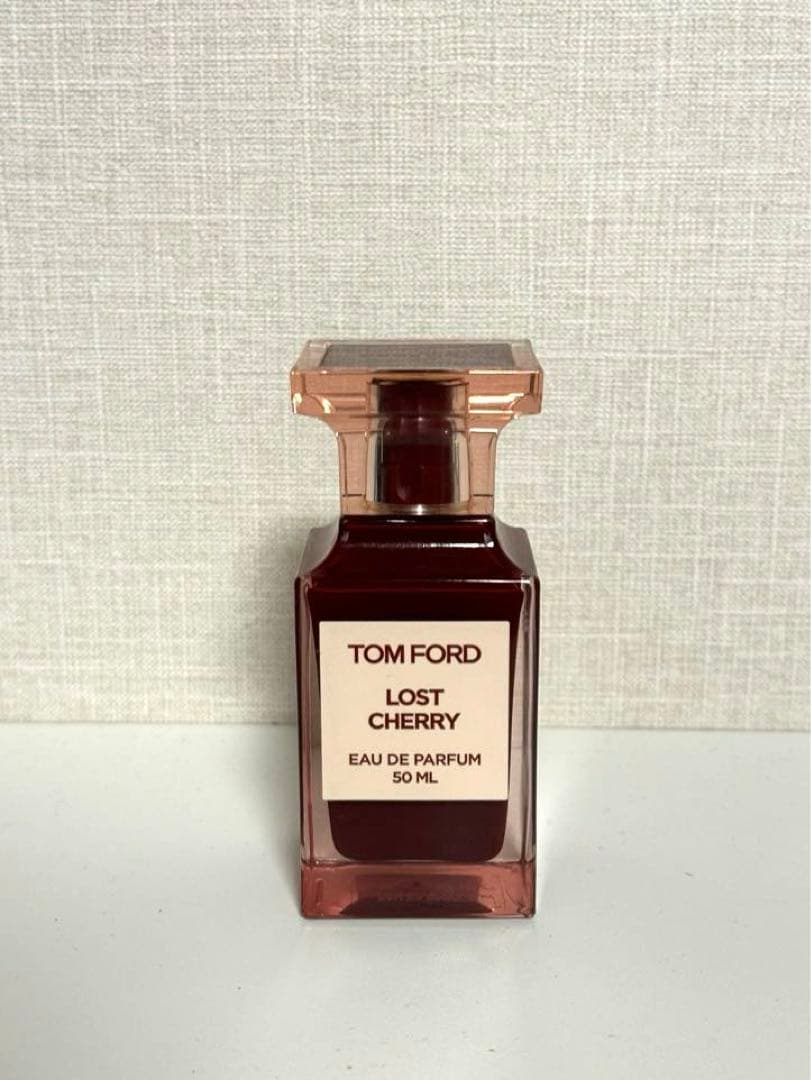 TOM FORD
LOST
CHERRY
EAU DE PARFUM
50 ML